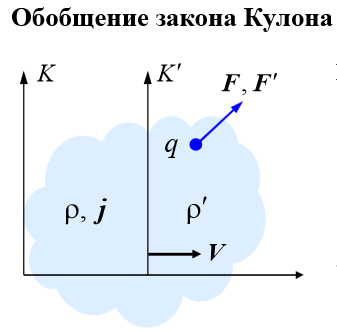 Обобщение закона Кулона
K K′
F, F′
q
ρ, j ρ′
V